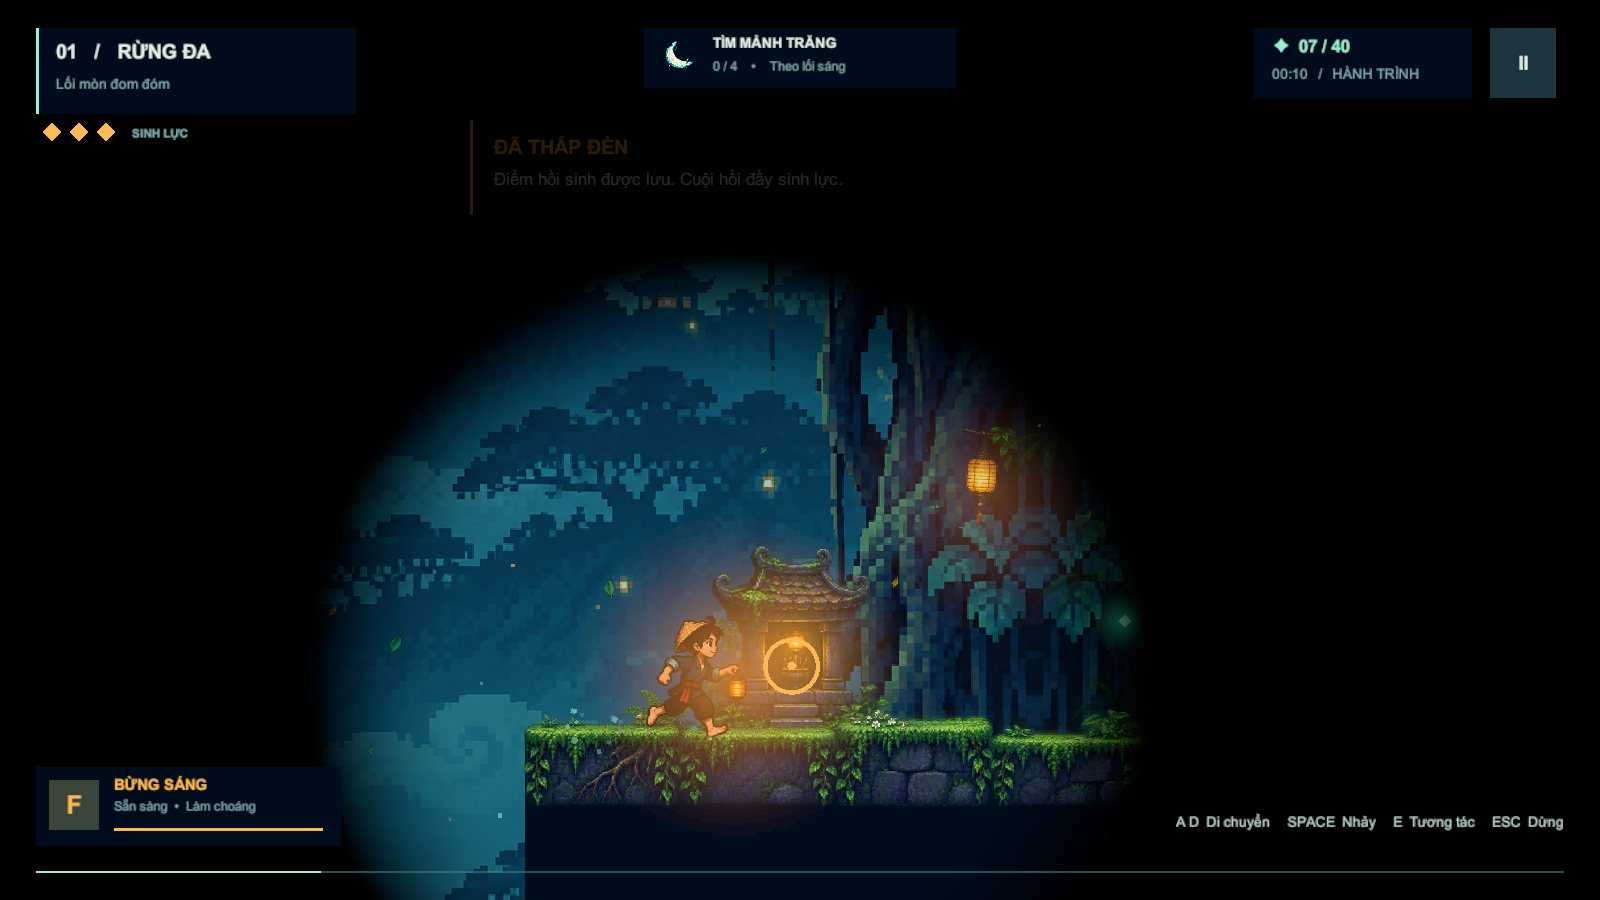 01 / RỪNG ĐA
Lối mòn đom đóm
SINH LỰC
TÌM MẢNH TRĂNG
0 / 4 • Theo lối sáng
07 / 40
00:10 / HÀNH TRÌNH
ĐÃ THẮP ĐÈN
Điểm hồi sinh được lưu. Cuội hồi đầy sinh lực.
F
BỪNG SÁNG
Sẵn sàng • Làm choáng
A D Di chuyển SPACE Nhảy E Tương tác ESC Dừng